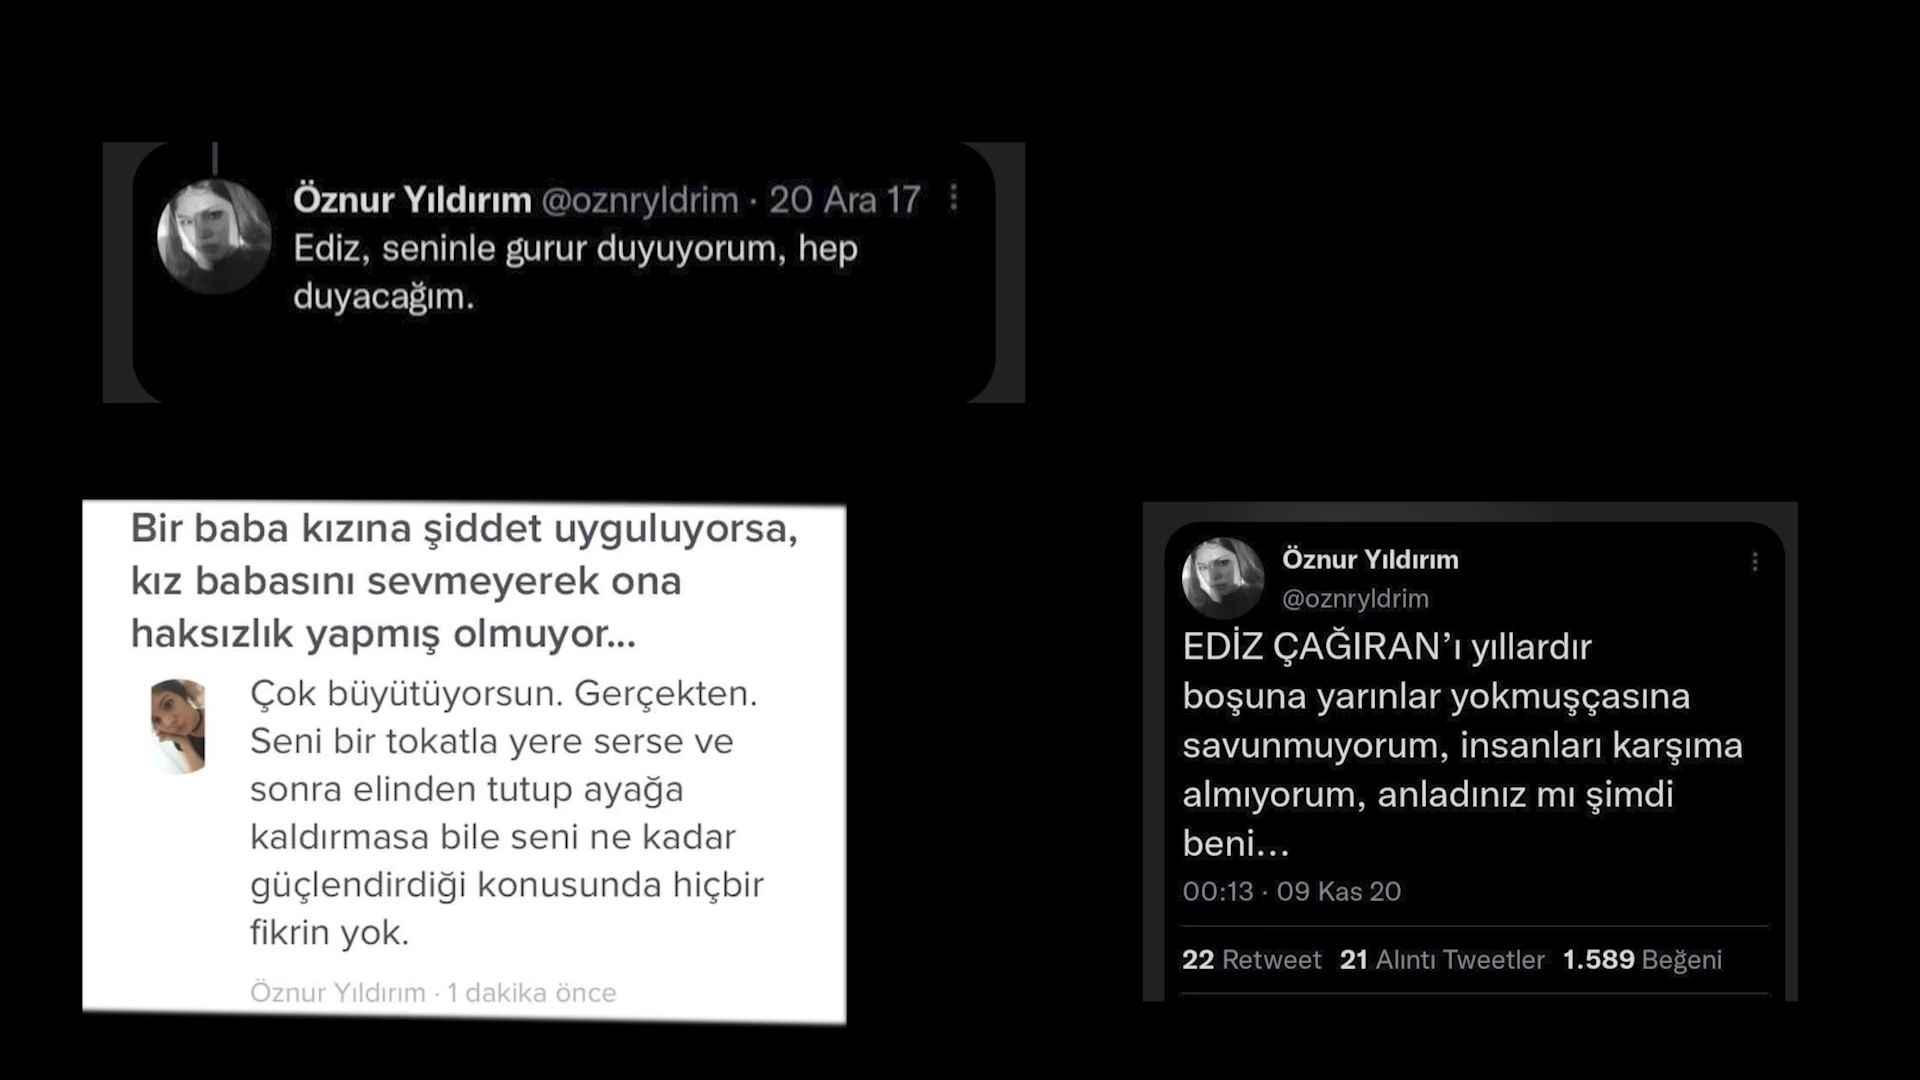 Öznur Yıldırım @oznryldrim · 20 Ara 17
Ediz, seninle gurur duyuyorum, hep
duyacağım.
Bir baba kızına şiddet uyguluyorsa,
kız babasını sevmeyerek ona
haksızlık yapmış olmuyor...
Çok büyütüyorsun. Gerçekten.
Seni bir tokatla yere serse ve
sonra elinden tutup ayağa
kaldırmasa bile seni ne kadar
güçlendirdiği konusunda hiçbir
fikrin yok.
Öznur Yıldırım · 1 dakika önce
Öznur Yıldırım
@oznryldrim
EDİZ ÇAĞIRAN’ı yıllardır
boşuna yarınlar yokmuşçasına
savunmuyorum, insanları karşıma
almıyorum, anladınız mı şimdi
beni...
00:13 · 09 Kas 20
22 Retweet 21 Alıntı Tweetler 1.589 Beğeni